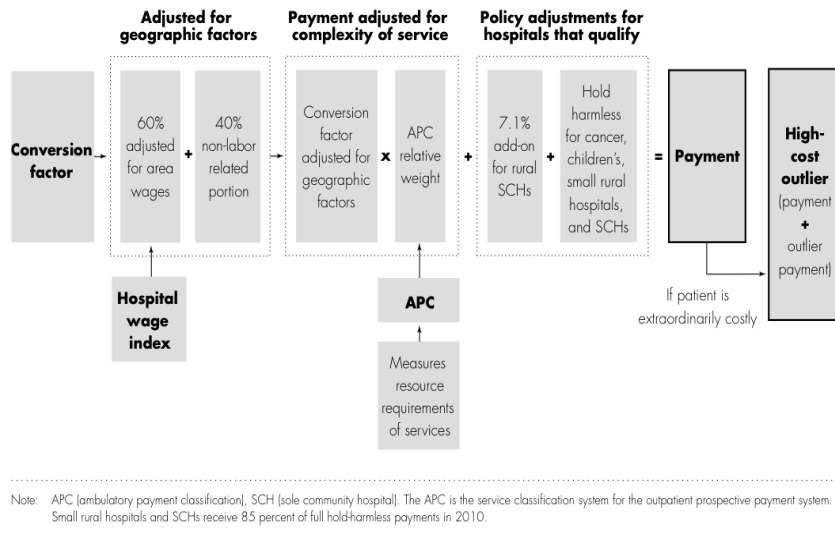 Adjusted for
geographic factors
Payment adjusted for
complexity of service
Policy adjustments for
hospitals that qualify
Conversion
factor
60%
adjusted
for area
wages
+
40%
non-labor
related
portion
Conversion
factor
adjusted for
geographic
factors
x
APC
relative
weight
+
7.1%
add-on
for rural
SCHs
+
Hold
harmless
for cancer,
children's,
small rural
hospitals,
and SCHs
=
Payment
High-
cost
outlier
(payment
+
outlier
payment)
Hospital
wage
index
APC
If patient is
extraordinarily costly
Measures
resource
requirements
of services
Note: APC (ambulatory payment classification), SCH (sole community hospital). The APC is the service classification system for the outpatient prospective payment system.
Small rural hospitals and SCHs receive 85 percent of full hold-harmless payments in 2010.